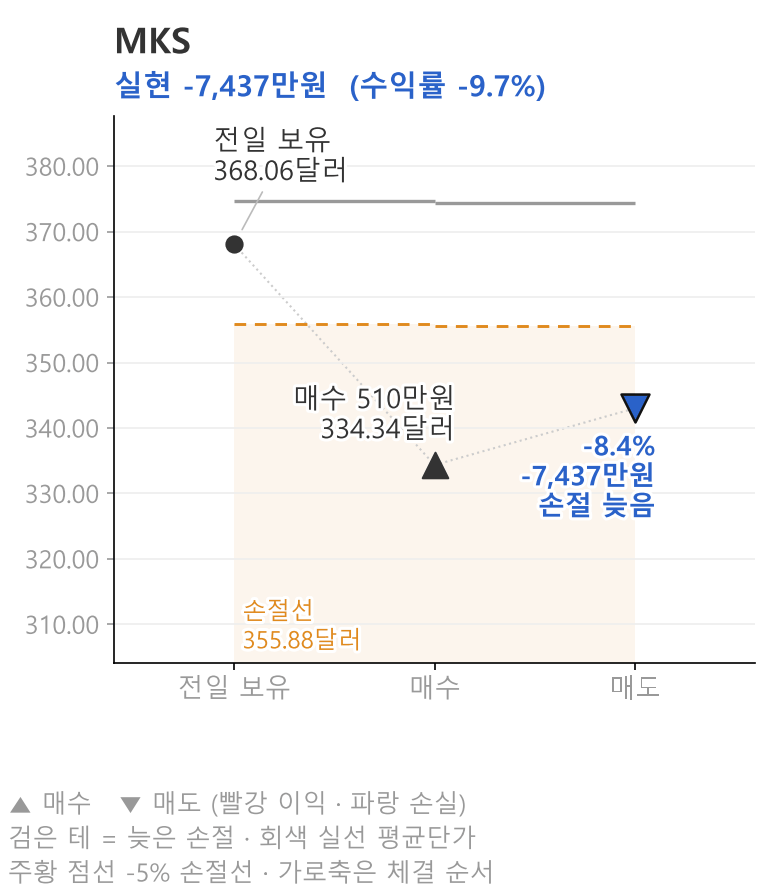 MKS
실현 -7,437만원 (수익률 -9.7%)
전일 보유
368.06달러
380.00
370.00
360.00
350.00
340.00
330.00
320.00
310.00
매수 510만원
334.34달러
-8.4%
-7,437만원
손절 늦음
손절선
355.88달러
전일 보유
매수
매도
▲ 매수 ▼ 매도 (빨강 이익 · 파랑 손실)
검은 테 = 늦은 손절 · 회색 실선 평균단가
주황 점선 -5% 손절선 · 가로축은 체결 순서